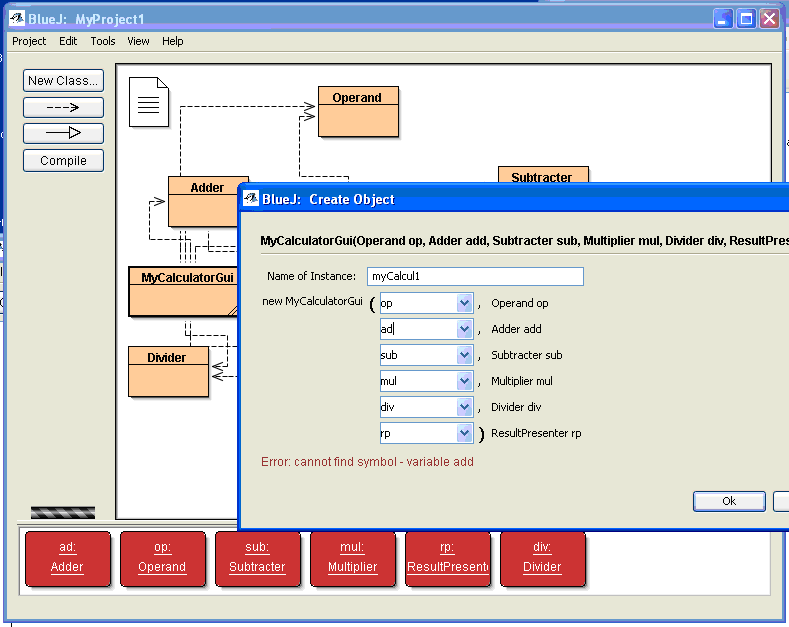 BlueJ: MyProject1
Project Edit Tools View Help
New Class...
Compile
Operand
Adder
Subtracter
MyCalculatorGui
Divider
BlueJ: Create Object
MyCalculatorGui(Operand op, Adder add, Subtracter sub, Multiplier mul, Divider div, ResultPres
Name of Instance: myCalcul1
new MyCalculatorGui ( op , Operand op
ad , Adder add
sub , Subtracter sub
mul , Multiplier mul
div , Divider div
rp ) ResultPresenter rp
Error: cannot find symbol - variable add
Ok
ad: op: sub: mul: rp: div:
Adder Operand Subtracter Multiplier ResultPresent Divider